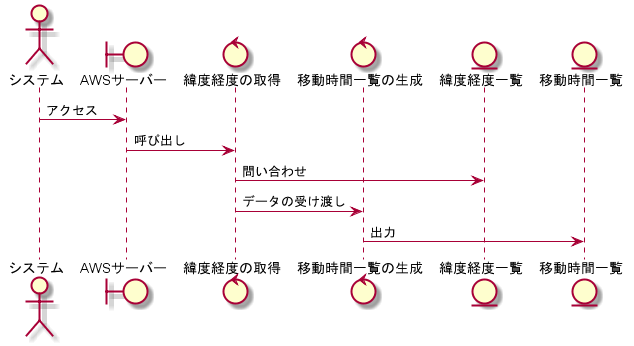 システム AWSサーバー 緯度経度の取得 移動時間一覧の生成 緯度経度一覧 移動時間一覧
アクセス
呼び出し
問い合わせ
データの受け渡し
出力
システム AWSサーバー 緯度経度の取得 移動時間一覧の生成 緯度経度一覧 移動時間一覧